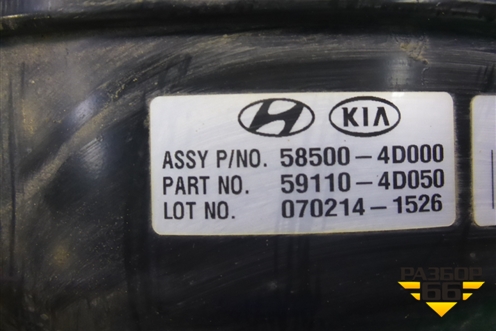 KIA
ASSY P/NO. 58500-4D000
PART NO. 59110-4D050
LOT NO. 070214-1526
РАЗБОР
66